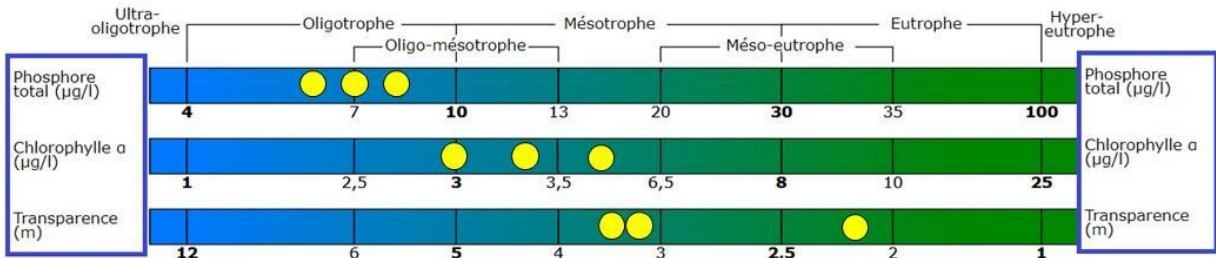 Ultra-
oligotrophe
Oligotrophe
Mésotrophe
Eutrophe
Hyper-
eutrophe
Oligo-mésotrophe
Méso-eutrophe
Phosphore
total (µg/l)
4 7 10 13 20 30 35 100
Phosphore
total (µg/l)
Chlorophylle ɑ
(µg/l)
1 2,5 3 3,5 6,5 8 10 25
Chlorophylle ɑ
(µg/l)
Transparence
(m)
12 6 5 4 3 2.5 2 1
Transparence
(m)